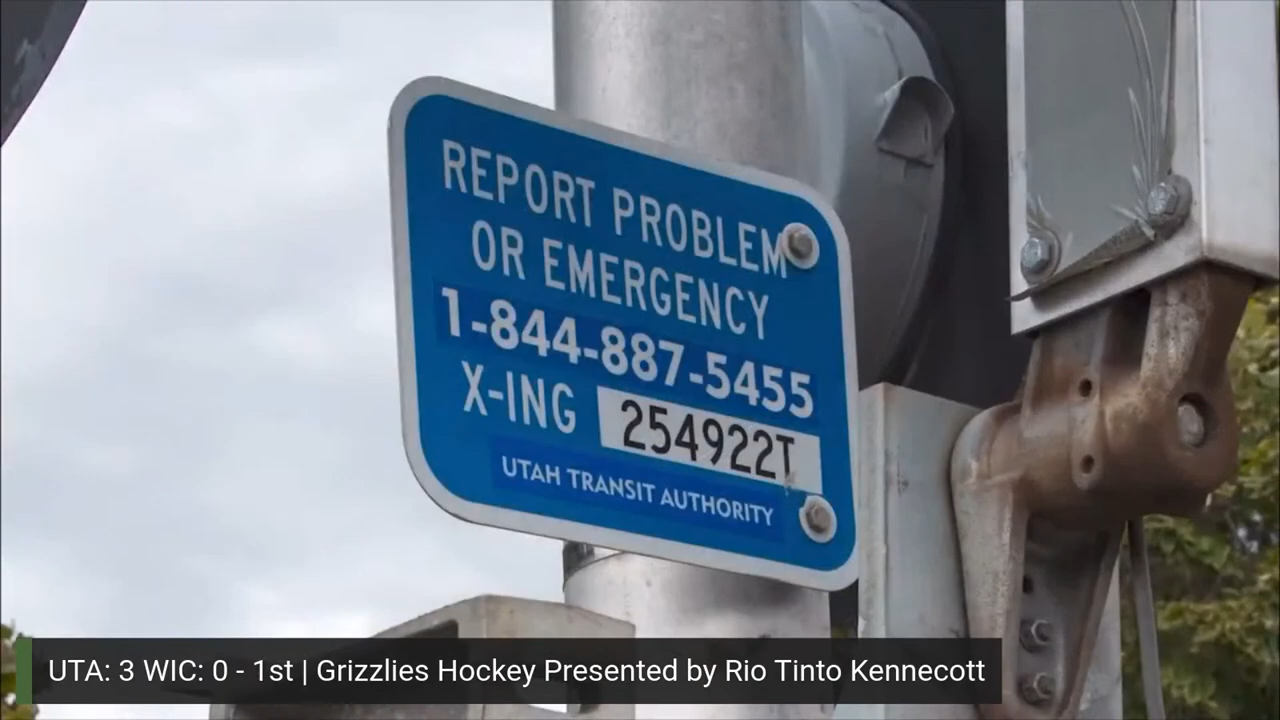 REPORT PROBLEM
OR EMERGENCY
1-844-887-5455
X-ING 254922T
UTAH TRANSIT AUTHORITY
UTA: 3 WIC: 0 - 1st | Grizzlies Hockey Presented by Rio Tinto Kennecott